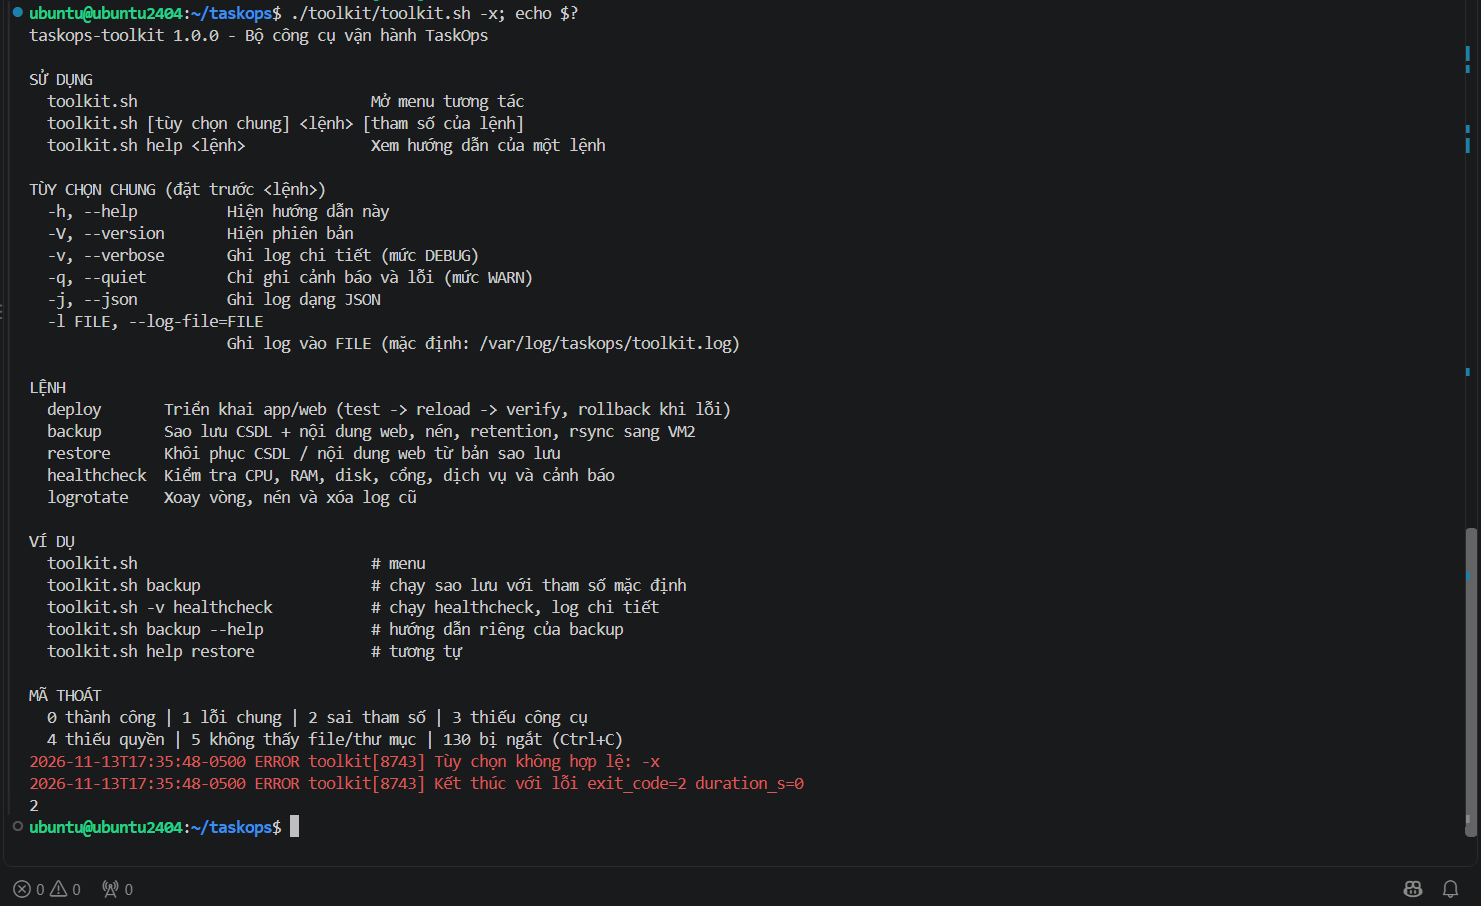 ubuntu@ubuntu2404:~/taskops$ ./toolkit/toolkit.sh -x; echo $?
taskops-toolkit 1.0.0 - Bộ công cụ vận hành TaskOps
SỬ DỤNG
toolkit.sh Mở menu tương tác
toolkit.sh [tùy chọn chung] <lệnh> [tham số của lệnh]
toolkit.sh help <lệnh> Xem hướng dẫn của một lệnh
TÙY CHỌN CHUNG (đặt trước <lệnh>)
-h, --help Hiện hướng dẫn này
-V, --version Hiện phiên bản
-v, --verbose Ghi log chi tiết (mức DEBUG)
-q, --quiet Chỉ ghi cảnh báo và lỗi (mức WARN)
-j, --json Ghi log dạng JSON
-l FILE, --log-file=FILE
Ghi log vào FILE (mặc định: /var/log/taskops/toolkit.log)
LỆNH
deploy Triển khai app/web (test -> reload -> verify, rollback khi lỗi)
backup Sao lưu CSDL + nội dung web, nén, retention, rsync sang VM2
restore Khôi phục CSDL / nội dung web từ bản sao lưu
healthcheck Kiểm tra CPU, RAM, disk, cổng, dịch vụ và cảnh báo
logrotate Xoay vòng, nén và xóa log cũ
VÍ DỤ
toolkit.sh # menu
toolkit.sh backup # chạy sao lưu với tham số mặc định
toolkit.sh -v healthcheck # chạy healthcheck, log chi tiết
toolkit.sh backup --help # hướng dẫn riêng của backup
toolkit.sh help restore # tương tự
MÃ THOÁT
0 thành công | 1 lỗi chung | 2 sai tham số | 3 thiếu công cụ
4 thiếu quyền | 5 không thấy file/thư mục | 130 bị ngắt (Ctrl+C)
2026-11-13T17:35:48-0500 ERROR toolkit[8743] Tùy chọn không hợp lệ: -x
2026-11-13T17:35:48-0500 ERROR toolkit[8743] Kết thúc với lỗi exit_code=2 duration_s=0
2
ubuntu@ubuntu2404:~/taskops$
0 0 0